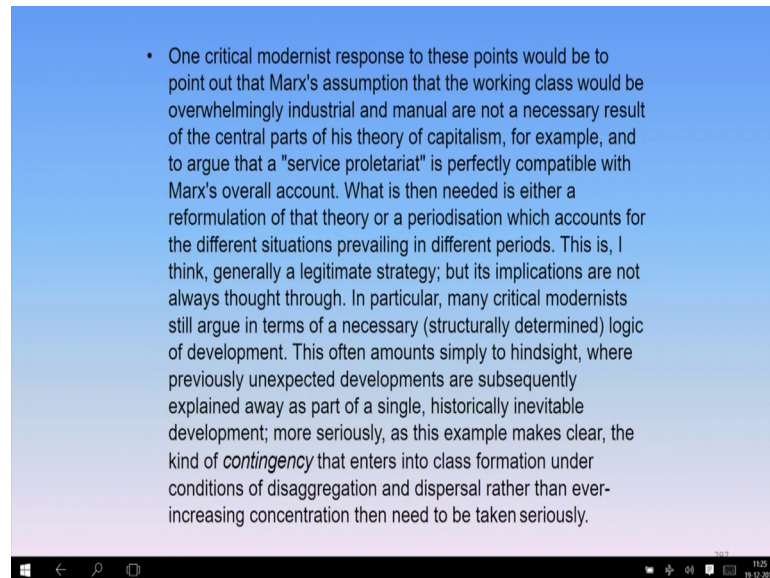 • One critical modernist response to these points would be to
point out that Marx's assumption that the working class would be
overwhelmingly industrial and manual are not a necessary result
of the central parts of his theory of capitalism, for example, and
to argue that a "service proletariat" is perfectly compatible with
Marx's overall account. What is then needed is either a
reformulation of that theory or a periodisation which accounts for
the different situations prevailing in different periods. This is, I
think, generally a legitimate strategy; but its implications are not
always thought through. In particular, many critical modernists
still argue in terms of a necessary (structurally determined) logic
of development. This often amounts simply to hindsight, where
previously unexpected developments are subsequently
explained away as part of a single, historically inevitable
development; more seriously, as this example makes clear, the
kind of contingency that enters into class formation under
conditions of disaggregation and dispersal rather than ever-
increasing concentration then need to be taken seriously.
11:25